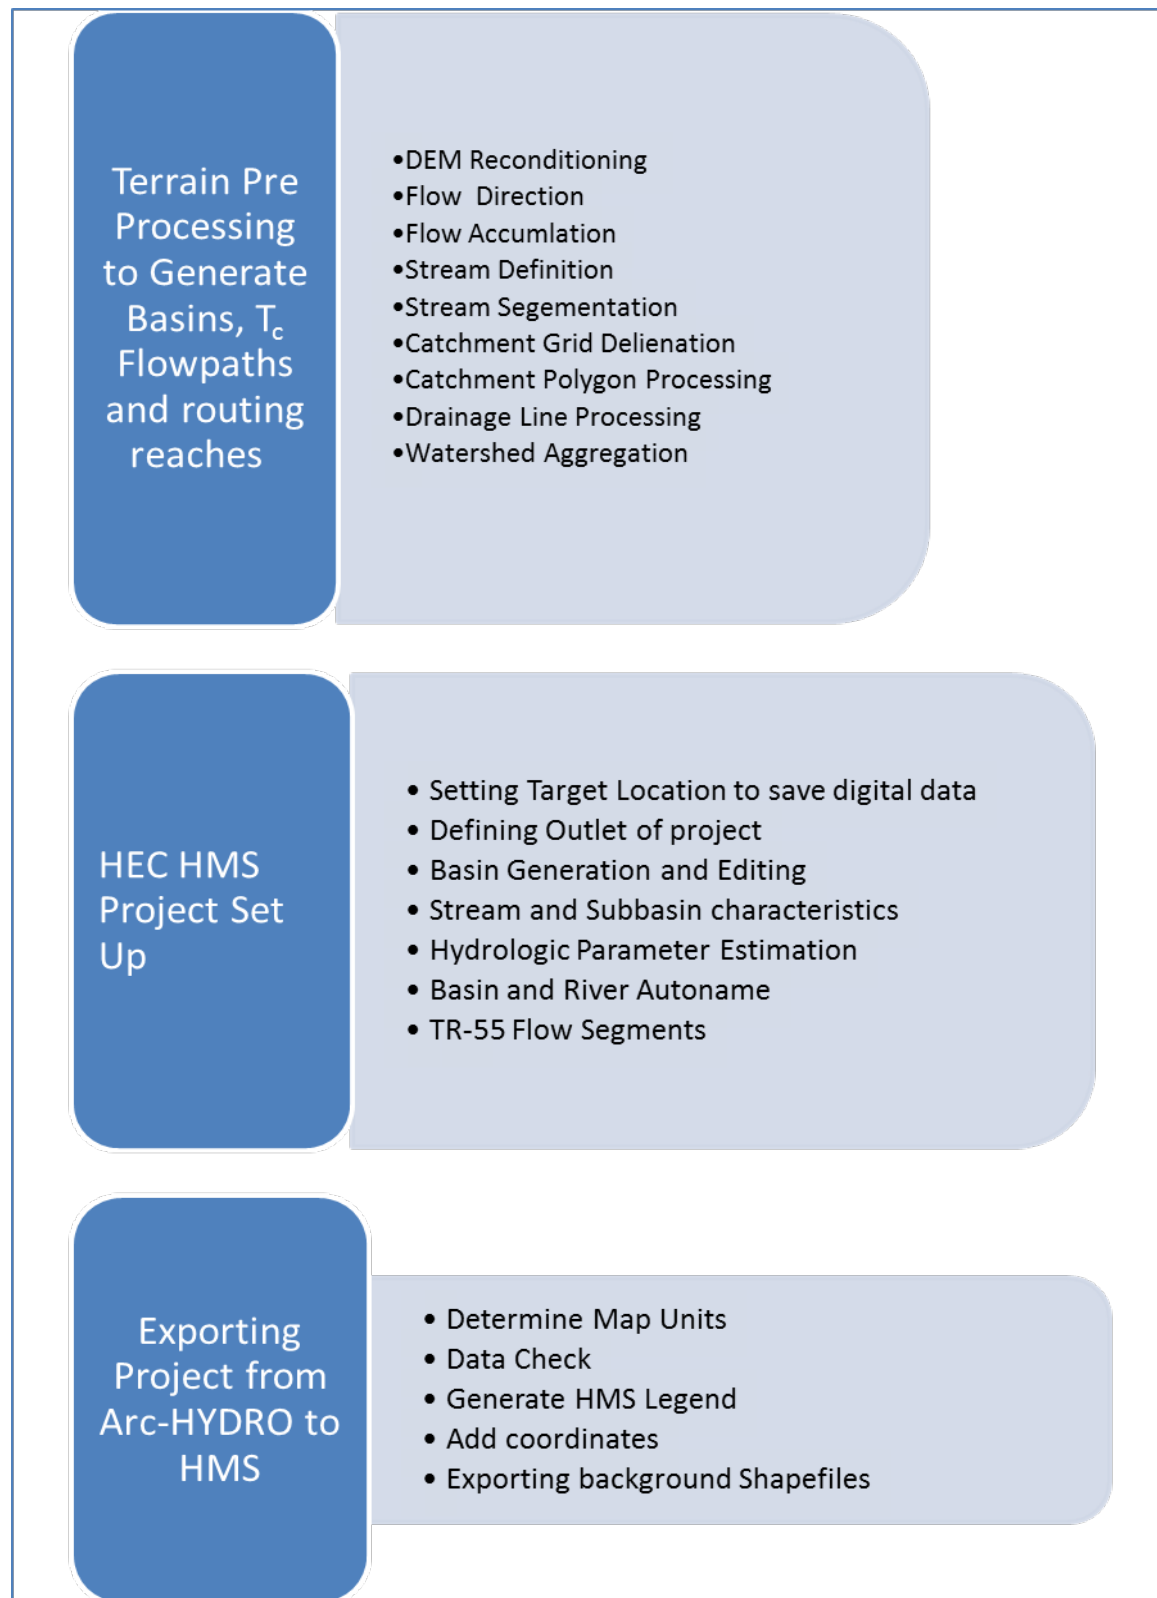 Terrain Pre
Processing
to Generate
Basins, Tc
Flowpaths
and routing
reaches
•DEM Reconditioning
•Flow  Direction
•Flow Accumlation
•Stream Definition
•Stream Segementation
•Catchment Grid Delienation
•Catchment Polygon Processing
•Drainage Line Processing
•Watershed Aggregation
HEC HMS
Project Set
Up
• Setting Target Location to save digital data
• Defining Outlet of project
• Basin Generation and Editing
• Stream and Subbasin characteristics
• Hydrologic Parameter Estimation
• Basin and River Autoname
• TR-55 Flow Segments
Exporting
Project from
Arc-HYDRO to
HMS
• Determine Map Units
• Data Check
• Generate HMS Legend
• Add coordinates
• Exporting background Shapefiles